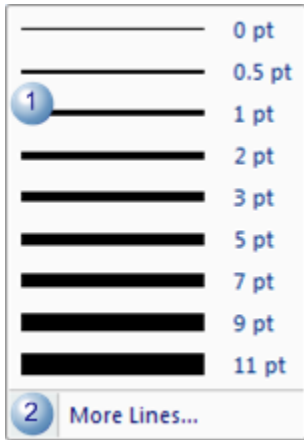 0 pt
0.5 pt
1
1 pt
2 pt
3 pt
5 pt
7 pt
9 pt
11 pt
2 More Lines...